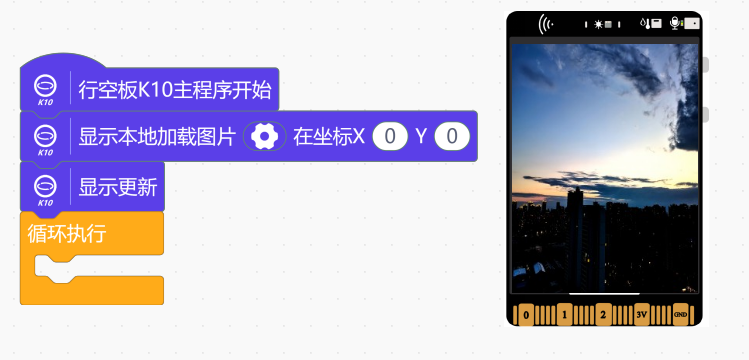 K10 行空板K10主程序开始
K10 显示本地加载图片 在坐标X 0 Y 0
K10 显示更新
循环执行
0 1 2 3V GND